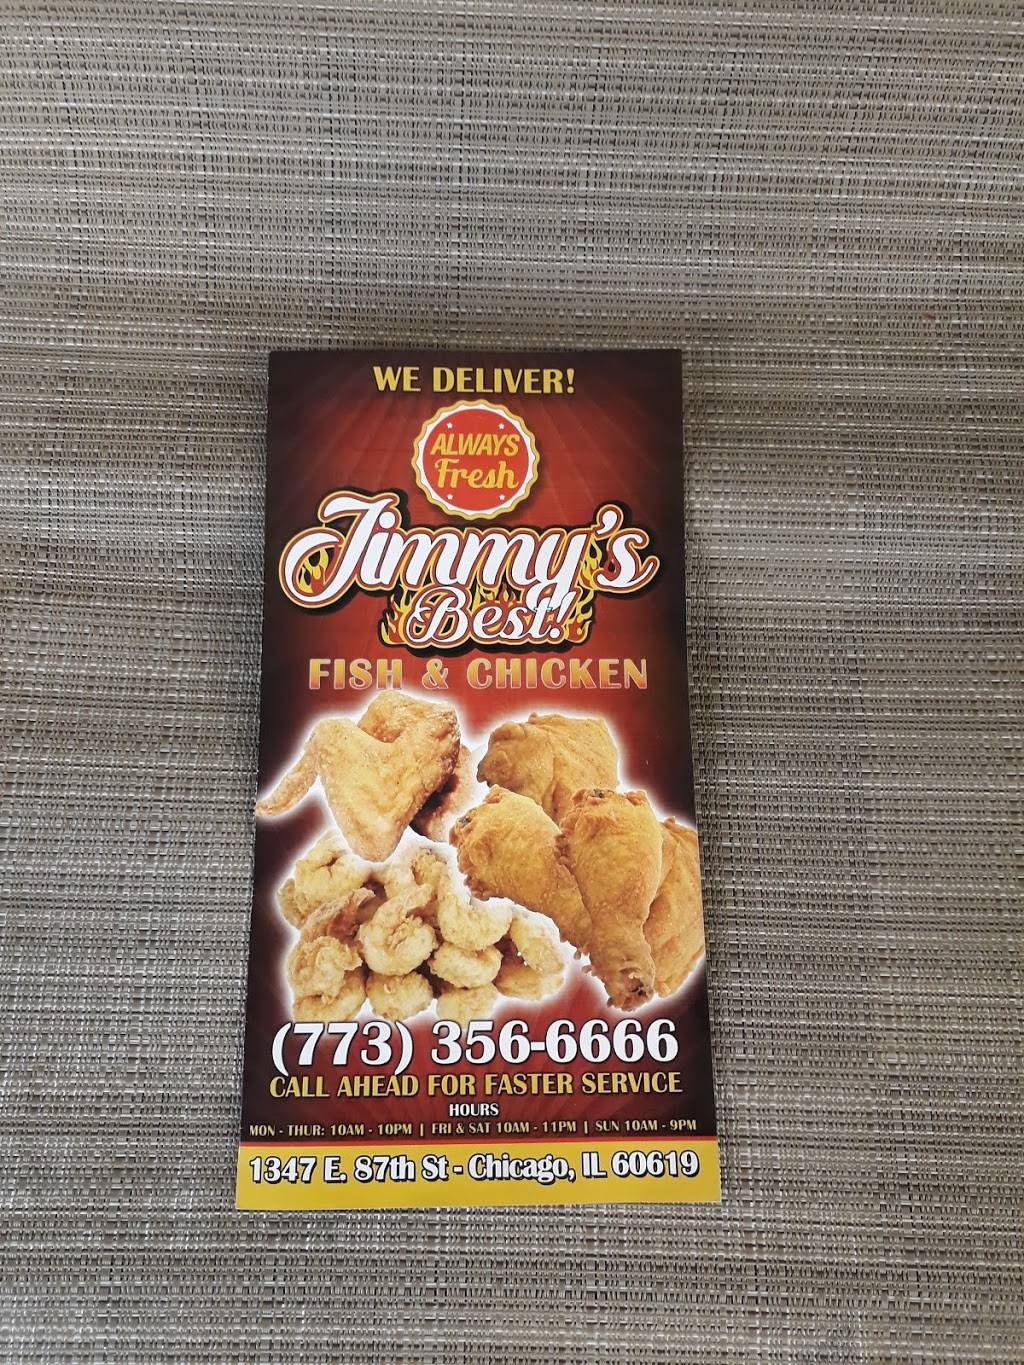 WE DELIVER!
ALWAYS
Fresh
Jimmy's
Best!
FISH & CHICKEN
(773) 356-6666
CALL AHEAD FOR FASTER SERVICE
HOURS
MON - THUR: 10AM - 10PM | FRI & SAT 10AM - 11PM | SUN 10AM - 9PM
1347 E. 87th St - Chicago, IL 60619